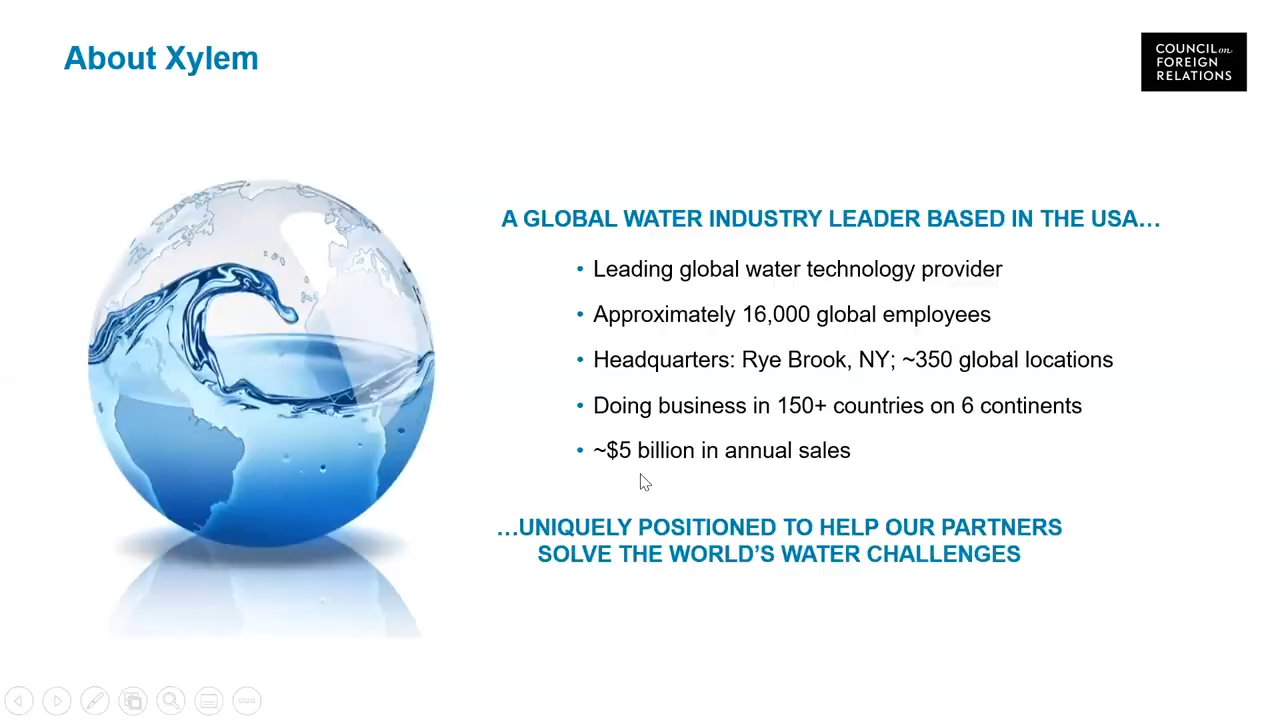 About Xylem
COUNCIL on
FOREIGN
RELATIONS
A GLOBAL WATER INDUSTRY LEADER BASED IN THE USA…
• Leading global water technology provider
• Approximately 16,000 global employees
• Headquarters: Rye Brook, NY; ~350 global locations
• Doing business in 150+ countries on 6 continents
• ~$5 billion in annual sales
…UNIQUELY POSITIONED TO HELP OUR PARTNERS
SOLVE THE WORLD’S WATER CHALLENGES